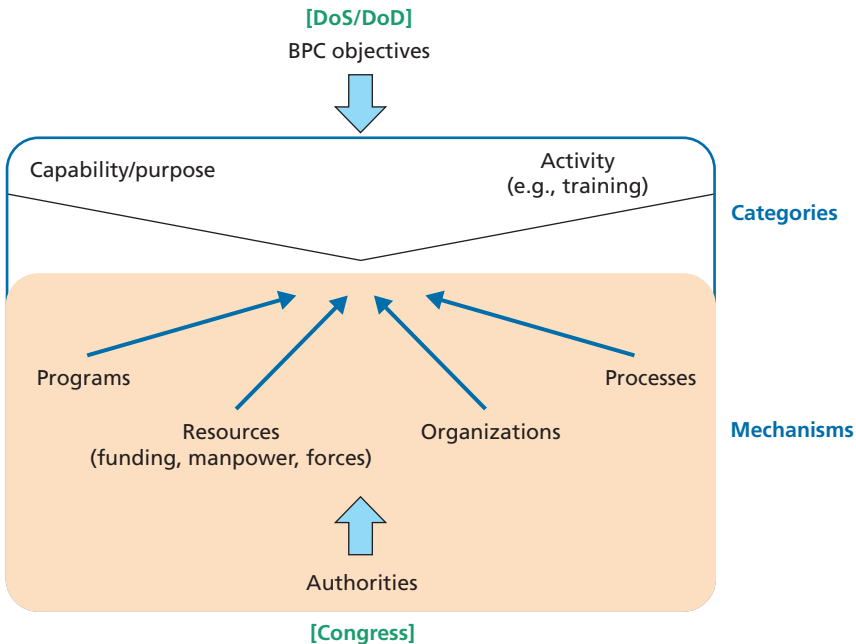 [DoS/DoD]
BPC objectives
Capability/purpose
Activity
(e.g., training)
Categories
Programs
Processes
Resources
(funding, manpower, forces)
Organizations
Mechanisms
Authorities
[Congress]